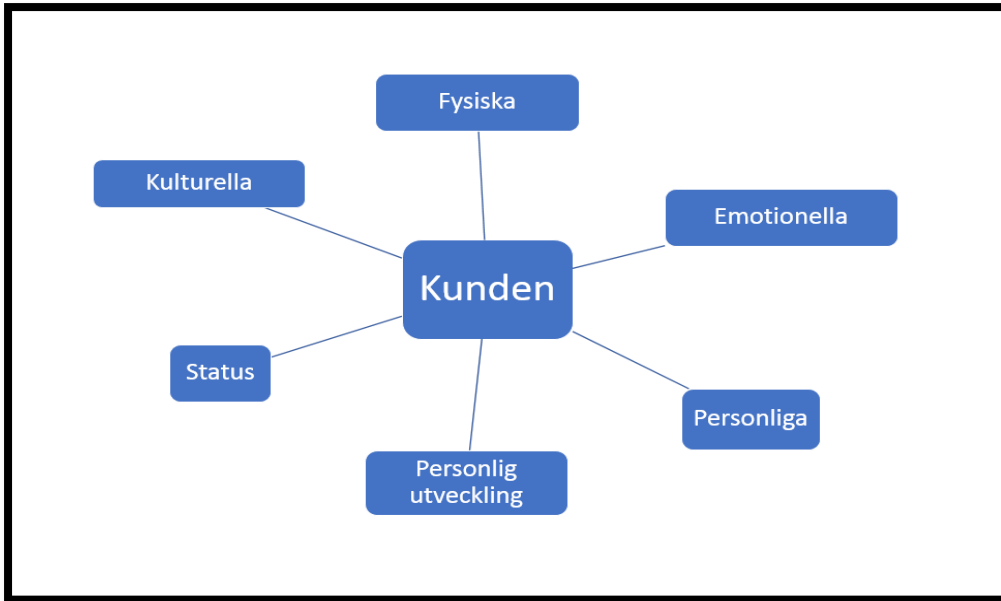 Fysiska
Kulturella
Emotionella
Kunden
Status
Personliga
Personlig
utveckling